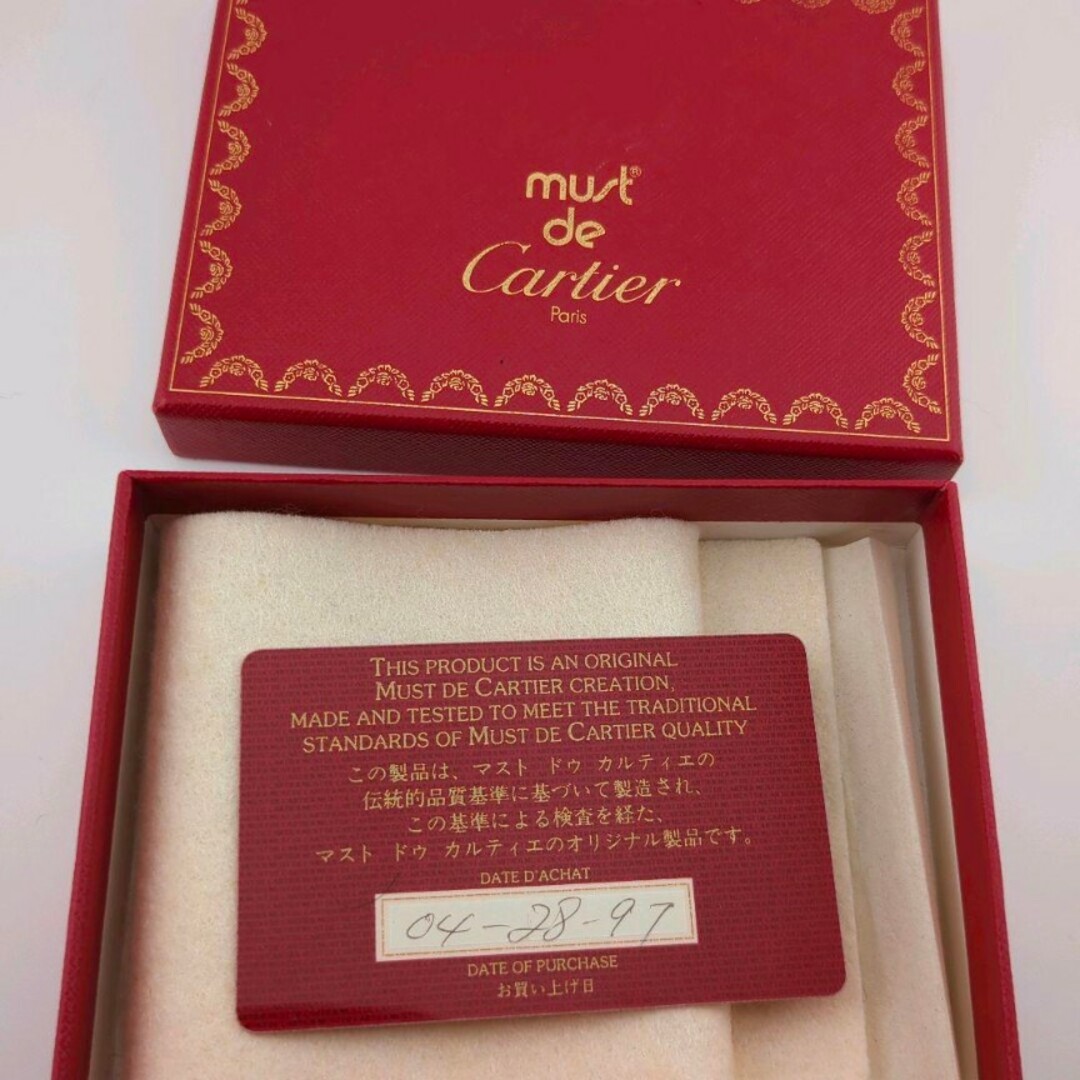 must®
de
Cartier
Paris
THIS PRODUCT IS AN ORIGINAL
MUST DE CARTIER CREATION,
MADE AND TESTED TO MEET THE TRADITIONAL
STANDARDS OF MUST DE CARTIER QUALITY
この製品は、マスト ドゥ カルティエの
伝統的品質基準に基づいて製造され、
この基準による検査を経た、
マスト ドゥ カルティエのオリジナル製品です。
DATE D'ACHAT
04-28-97
DATE OF PURCHASE
お買い上げ日